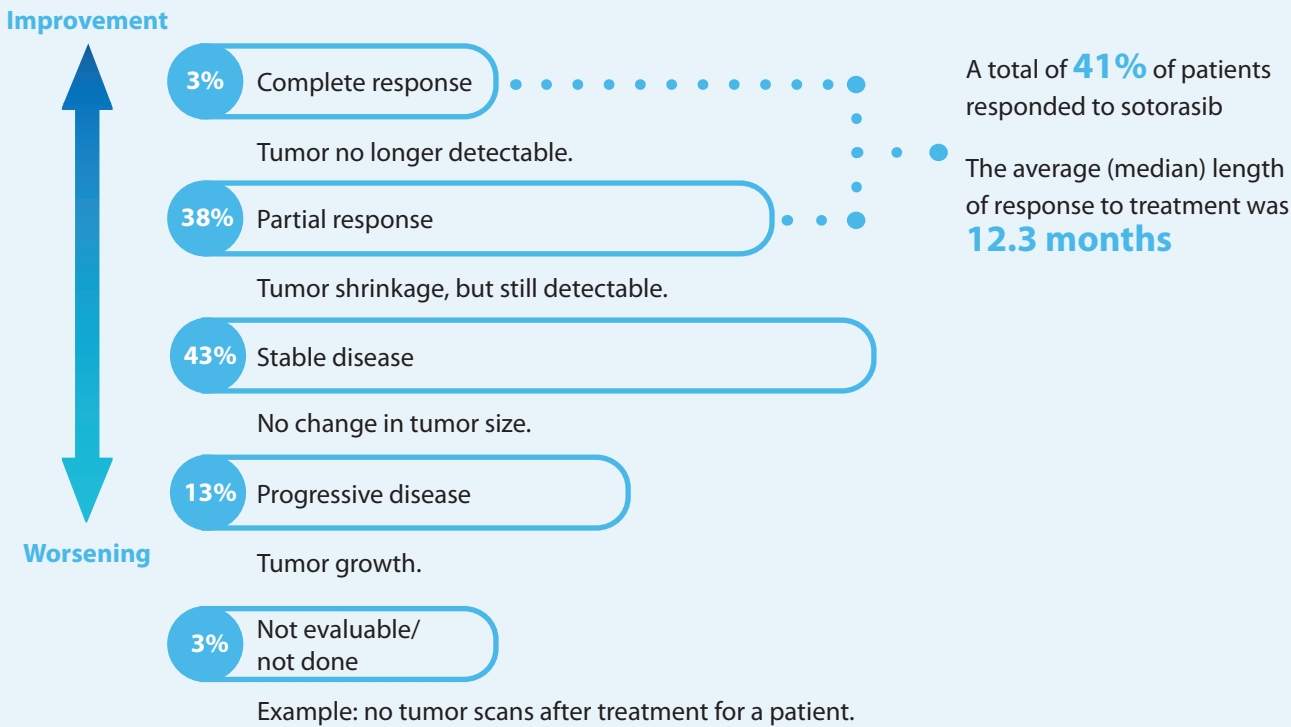 Improvement
3% Complete response
Tumor no longer detectable.
38% Partial response
Tumor shrinkage, but still detectable.
43% Stable disease
No change in tumor size.
13% Progressive disease
Tumor growth.
Worsening
3% Not evaluable/
not done
Example: no tumor scans after treatment for a patient.
A total of 41% of patients
responded to sotorasib
The average (median) length
of response to treatment was
12.3 months